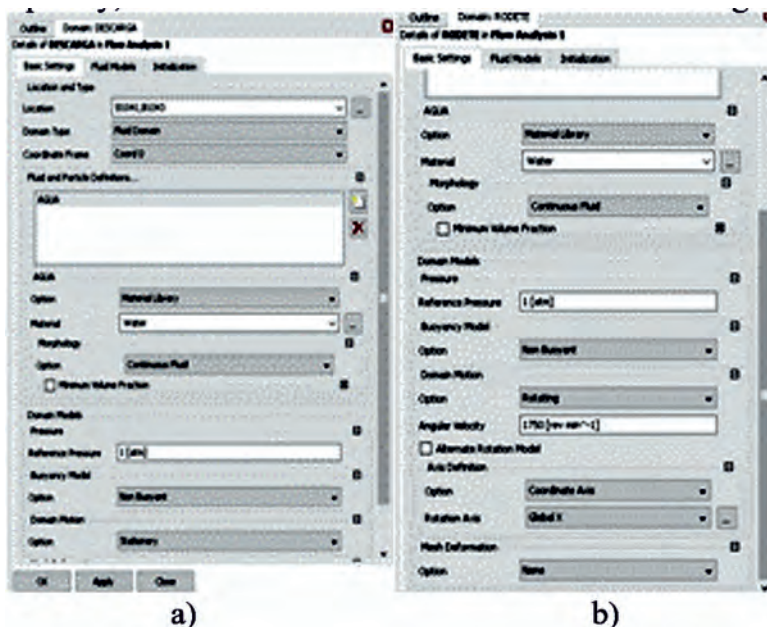 Outline Domain: DESCARGA
Details of DESCARGA in Flow Analysis 1
Basic Settings Fluid Models Initialization
Location and Type
Location
Domain Type Fluid Domain
Coordinate Frame Coord 0
Fluid and Particle Definitions...
AGUA
AGUA
Option Material Library
Material Water
Morphology
Option Continuous Fluid
Minimum Volume Fraction
Domain Models
Pressure
Reference Pressure 1 [atm]
Buoyancy Model
Option Non Buoyant
Domain Motion
Option Stationary
OK Apply Close
a)
Outline Domain: RODETE
Details of RODETE in Flow Analysis 1
Basic Settings Fluid Models Initialization
AGUA
Option Material Library
Material Water
Morphology
Option Continuous Fluid
Minimum Volume Fraction
Domain Models
Pressure
Reference Pressure 1 [atm]
Buoyancy Model
Option Non Buoyant
Domain Motion
Option Rotating
Angular Velocity 1750 [rev min^-1]
Alternate Rotation Model
Axis Definition
Option Coordinate Axis
Rotation Axis Global X
Mesh Deformation
Option None
b)